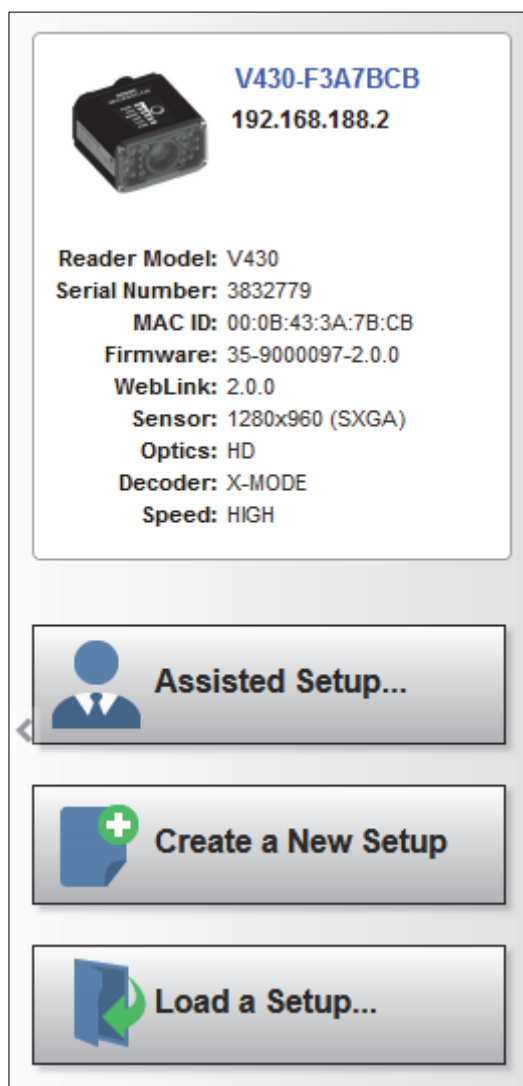 V430-F3A7BCB
192.168.188.2
Reader Model: V430
Serial Number: 3832779
MAC ID: 00:0B:43:3A:7B:CB
Firmware: 35-9000097-2.0.0
WebLink: 2.0.0
Sensor: 1280x960 (SXGA)
Optics: HD
Decoder: X-MODE
Speed: HIGH
Assisted Setup...
Create a New Setup
Load a Setup...